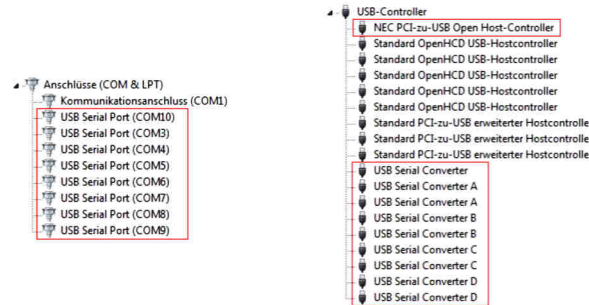 Anschlüsse (COM & LPT)
Kommunikationsanschluss (COM1)
USB Serial Port (COM10)
USB Serial Port (COM3)
USB Serial Port (COM4)
USB Serial Port (COM5)
USB Serial Port (COM6)
USB Serial Port (COM7)
USB Serial Port (COM8)
USB Serial Port (COM9)
USB-Controller
NEC PCI-zu-USB Open Host-Controller
Standard OpenHCD USB-Hostcontroller
Standard OpenHCD USB-Hostcontroller
Standard OpenHCD USB-Hostcontroller
Standard OpenHCD USB-Hostcontroller
Standard OpenHCD USB-Hostcontroller
Standard PCI-zu-USB erweiterter Hostcontrolle
Standard PCI-zu-USB erweiterter Hostcontrolle
Standard PCI-zu-USB erweiterter Hostcontrolle
USB Serial Converter
USB Serial Converter A
USB Serial Converter A
USB Serial Converter B
USB Serial Converter B
USB Serial Converter C
USB Serial Converter C
USB Serial Converter D
USB Serial Converter D